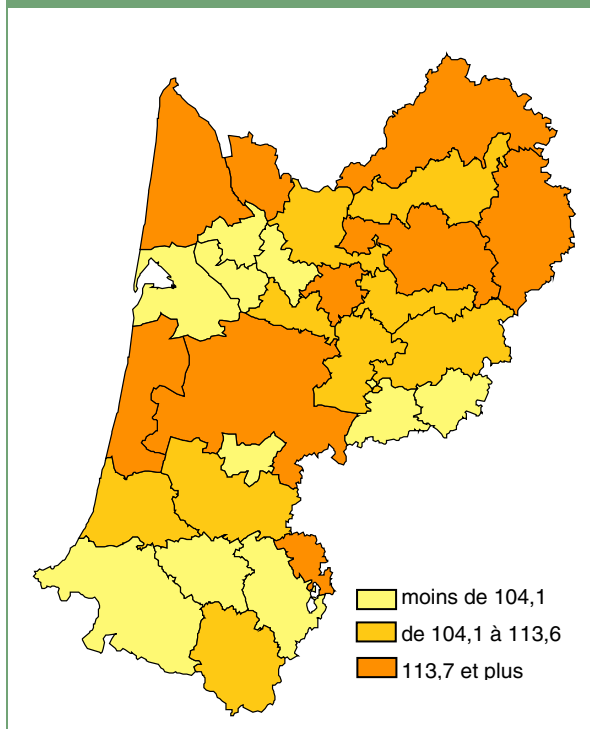 moins de 104,1
de 104,1 à 113,6
113,7 et plus